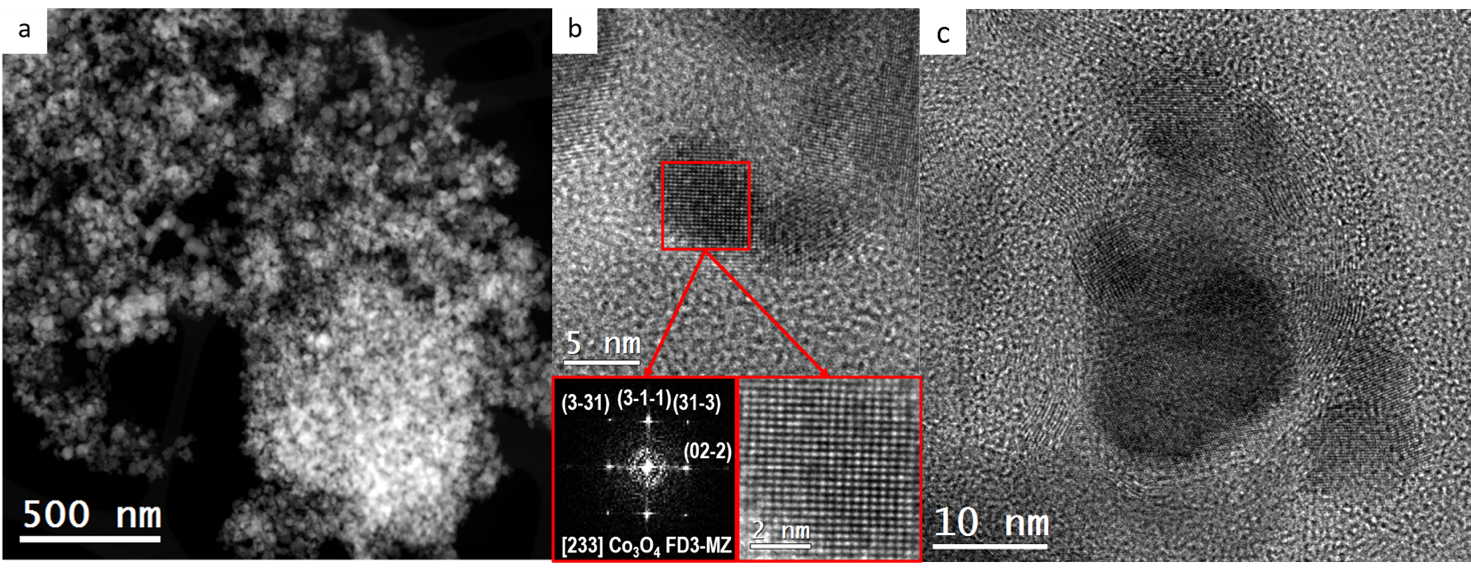 a
500 nm
b
5 nm
(3-31) (3-1-1) (31-3)
(02-2)
[233] Co₃O₄ FD3-MZ
2 nm
c
10 nm